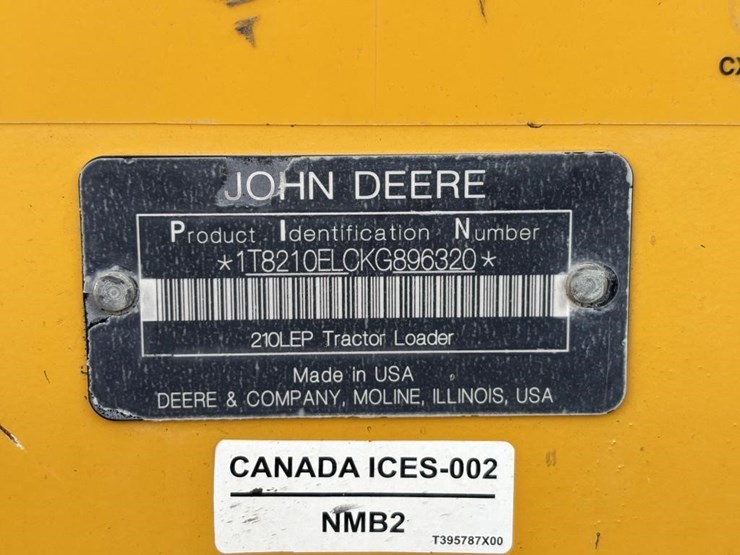 CX
JOHN DEERE
Product Identification Number
*1T8210ELCKG896320*
210LEP Tractor Loader
Made in USA
DEERE & COMPANY, MOLINE, ILLINOIS, USA
CANADA ICES-002
NMB2
T395787X00